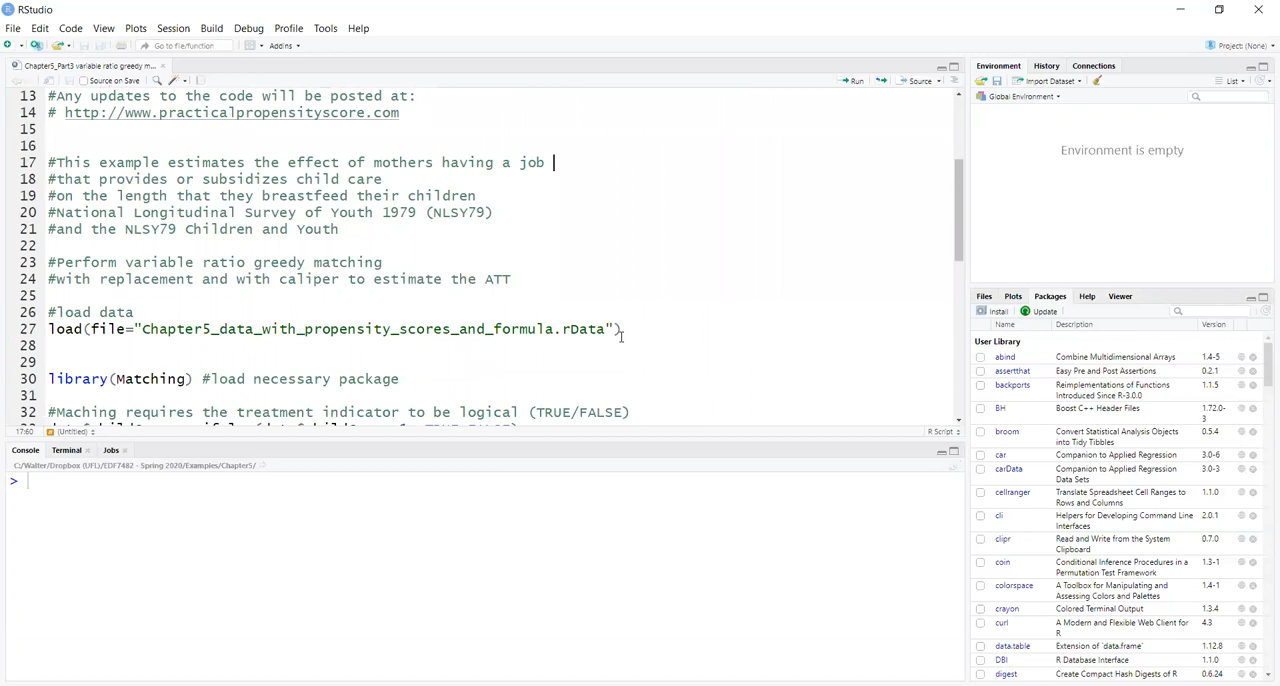 RStudio
File Edit Code View Plots Session Build Debug Profile Tools Help
Go to file/function Addins Project: (None)
Chapter5_Part3 variable ratio greedy m...
Source on Save Run Source
13 #Any updates to the code will be posted at:
14 # http://www.practicalpropensityscore.com
15
16
17 #This example estimates the effect of mothers having a job
18 #that provides or subsidizes child care
19 #on the length that they breastfeed their children
20 #National Longitudinal Survey of Youth 1979 (NLSY79)
21 #and the NLSY79 Children and Youth
22
23 #Perform variable ratio greedy matching
24 #with replacement and with caliper to estimate the ATT
25
26 #load data
27 load(file="Chapter5_data_with_propensity_scores_and_formula.rData")
28
29
30 library(Matching) #load necessary package
31
32 #Maching requires the treatment indicator to be logical (TRUE/FALSE)
17:60 (Untitled) R Script
Console Terminal Jobs
C:/Walter/Dropbox (UFL)/EDF7482 - Spring 2020/Examples/Chapter5/
>
Environment History Connections
Import Dataset List
Global Environment
Environment is empty
Files Plots Packages Help Viewer
Install Update
Name Description Version
User Library
abind Combine Multidimensional Arrays 1.4-5
assertthat Easy Pre and Post Assertions 0.2.1
backports Reimplementations of Functions Introduced Since R-3.0.0 1.1.5
BH Boost C++ Header Files 1.72.0-3
broom Convert Statistical Analysis Objects into Tidy Tibbles 0.5.4
car Companion to Applied Regression 3.0-6
carData Companion to Applied Regression Data Sets 3.0-3
cellranger Translate Spreadsheet Cell Ranges to Rows and Columns 1.1.0
cli Helpers for Developing Command Line Interfaces 2.0.1
clipr Read and Write from the System Clipboard 0.7.0
coin Conditional Inference Procedures in a Permutation Test Framework 1.3-1
colorspace A Toolbox for Manipulating and Assessing Colors and Palettes 1.4-1
crayon Colored Terminal Output 1.3.4
curl A Modern and Flexible Web Client for R 4.3
data.table Extension of `data.frame` 1.12.8
DBI R Database Interface 1.1.0
digest Create Compact Hash Digests of R 0.6.24